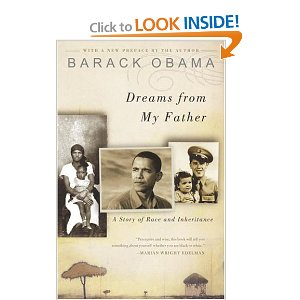 Click to LOOK INSIDE!
WITH A NEW PREFACE BY THE AUTHOR
BARACK OBAMA
Dreams from
My Father
A Story of Race and Inheritance
"Perceptive and wise, this book will tell you
something about yourself whether you are black or
white."
—MARIAN WRIGHT EDELMAN